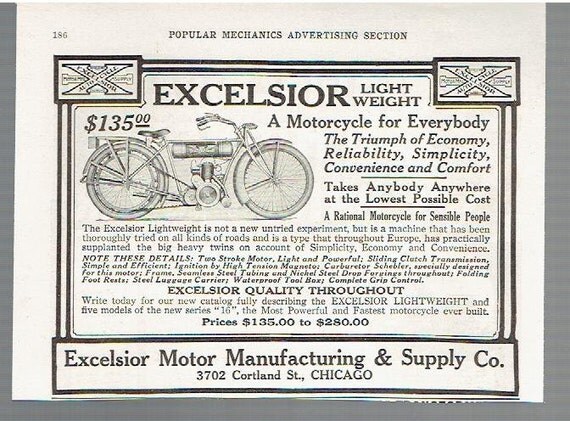 186
POPULAR MECHANICS ADVERTISING SECTION
EXCELSIOR LIGHT WEIGHT
$135.00
A Motorcycle for Everybody
The Triumph of Economy,
Reliability, Simplicity,
Convenience and Comfort
Takes Anybody Anywhere
at the Lowest Possible Cost
A Rational Motorcycle for Sensible People
The Excelsior Lightweight is not a new untried experiment, but is a machine that has been
thoroughly tried on all kinds of roads and is a type that throughout Europe, has practically
supplanted the big heavy twins on account of Simplicity, Economy and Convenience.
NOTE THESE DETAILS: Two Stroke Motor, Light and Powerful; Sliding Clutch Transmission,
Simple and Efficient; Ignition by High Tension Magneto; Carburetor Schebler, specially designed
for this motor; Frame, Seamless Steel Tubing and Nickel Steel Drop Forgings throughout; Folding
Foot Rests; Steel Luggage Carrier; Waterproof Tool Box; Complete Grip Control.
EXCELSIOR QUALITY THROUGHOUT
Write today for our new catalog fully describing the EXCELSIOR LIGHTWEIGHT and
five models of the new series "16", the Most Powerful and Fastest motorcycle ever built.
Prices $135.00 to $280.00
Excelsior Motor Manufacturing & Supply Co.
3702 Cortland St., CHICAGO